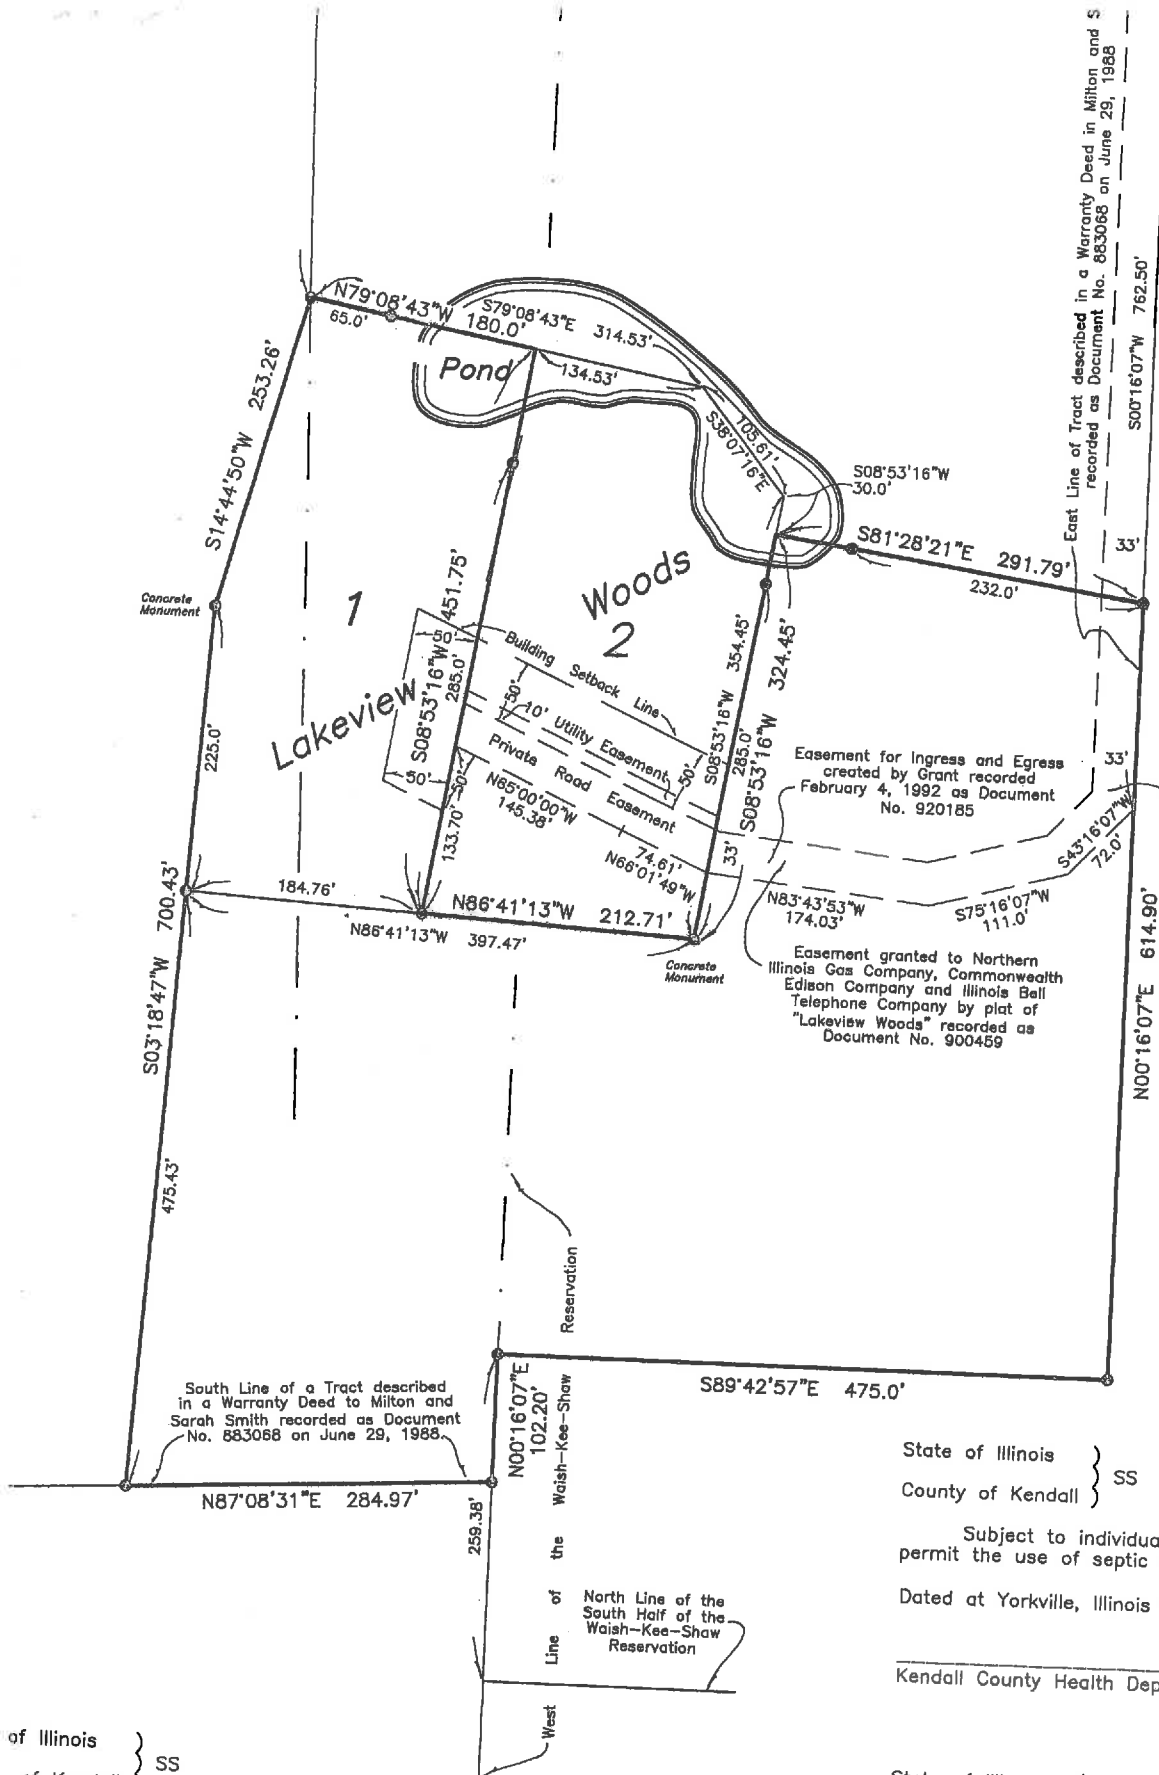 East Line of Tract described in a Warranty Deed in Milton and S
recorded as Document No. 883068 on June 29, 1988
S00°16'07"W 762.50'
N79°08'43"W
65.0'
180.0'
S79°08'43"E 314.53'
134.53'
Pond
S14°44'50"W 253.26'
105.61'
S38°07'16"E
S08°53'16"W
30.0'
S81°28'21"E 291.79'
232.0'
33'
Concrete
Monument
1
Woods
2
Lakeview
451.75'
S08°53'16"W
285.0'
50'
Building Setback Line
50'
10' Utility Easement
50'
Private Road Easement
N65°00'00"W
145.38'
50'
50'
133.70'
74.61'
N66°01'49"W
354.45'
S08°53'16"W
285.0'
324.45'
S08°53'16"W
33'
225.0'
Easement for Ingress and Egress
created by Grant recorded
February 4, 1992 as Document
No. 920185
33'
S43°16'07"W
72.0'
N83°43'53"W
174.03'
S75°16'07"W
111.0'
184.76'
N86°41'13"W 212.71'
N86°41'13"W 397.47'
Concrete
Monument
Easement granted to Northern
Illinois Gas Company, Commonwealth
Edison Company and Illinois Bell
Telephone Company by plat of
"Lakeview Woods" recorded as
Document No. 900459
S03°18'47"W 700.43'
N00°16'07"E 614.90'
475.43'
South Line of a Tract described
in a Warranty Deed to Milton and
Sarah Smith recorded as Document
No. 883068 on June 29, 1988
N87°08'31"E 284.97'
N00°16'07"E
102.20'
S89°42'57"E 475.0'
West Line of the Waish-Kee-Shaw Reservation
259.38'
North Line of the
South Half of the
Waish-Kee-Shaw
Reservation
State of Illinois
County of Kendall
SS
Subject to individua
permit the use of septic
Dated at Yorkville, Illinois
Kendall County Health Dep
of Illinois
SS